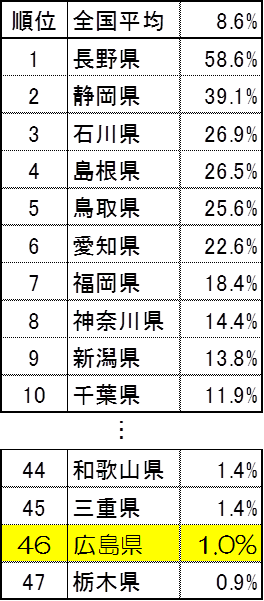 順位 全国平均 8.6%
1 長野県 58.6%
2 静岡県 39.1%
3 石川県 26.9%
4 島根県 26.5%
5 鳥取県 25.6%
6 愛知県 22.6%
7 福岡県 18.4%
8 神奈川県 14.4%
9 新潟県 13.8%
10 千葉県 11.9%
⋮
44 和歌山県 1.4%
45 三重県 1.4%
46 広島県 1.0%
47 栃木県 0.9%